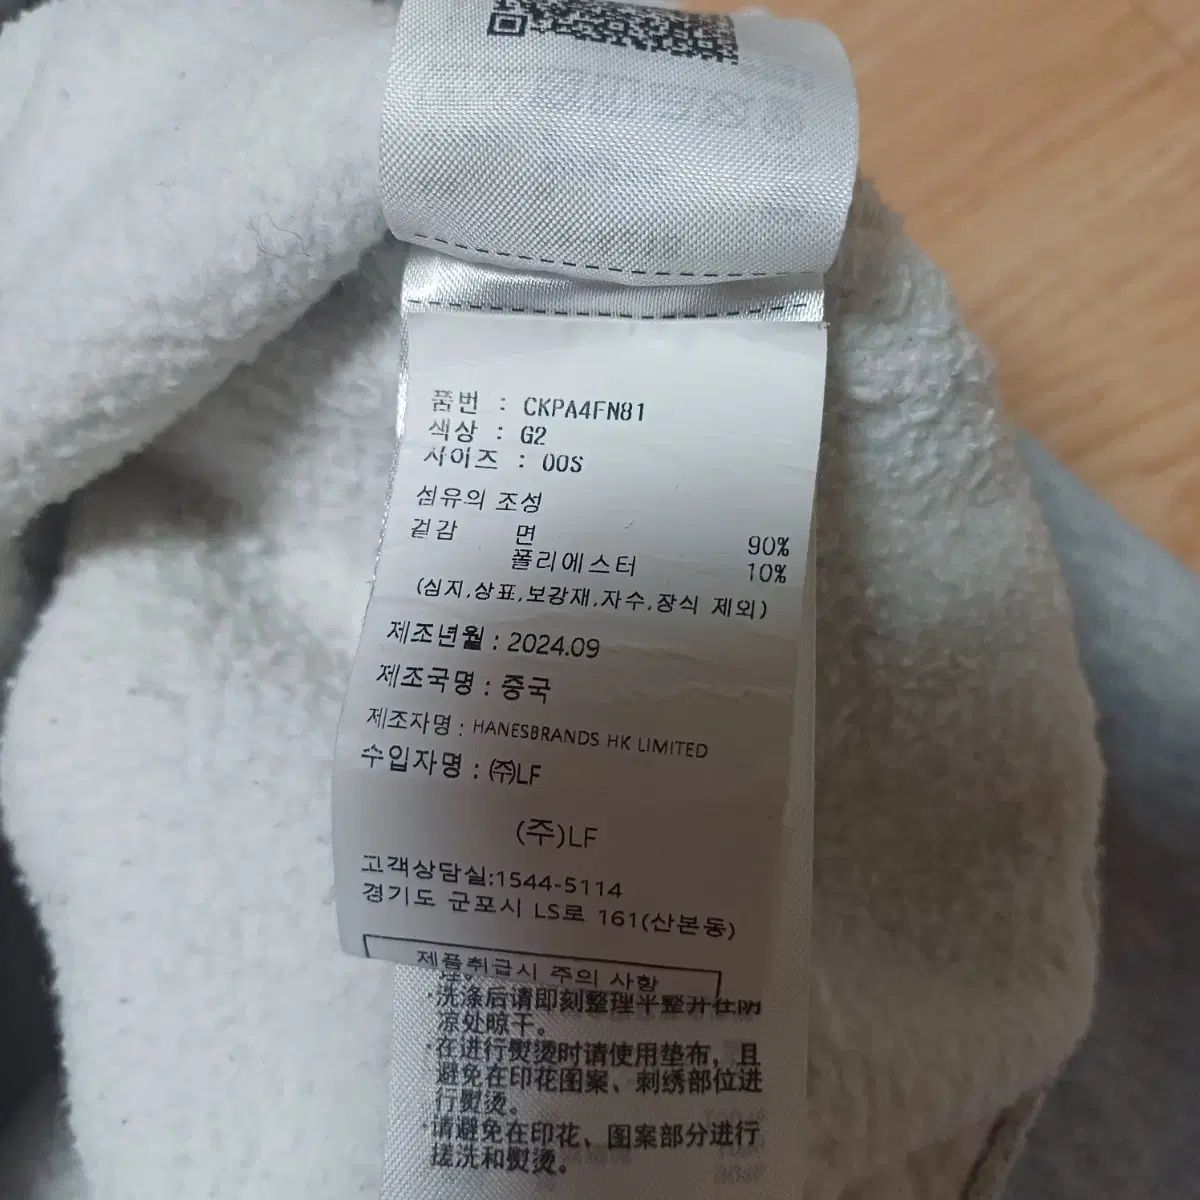 품번 : CKPA4FN81
색상 : G2
사이즈 : 00S
섬유의 조성
겉감 면 90%
폴리에스터 10%
(심지,상표,보강재,자수,장식 제외)
제조년월 : 2024.09
제조국명 : 중국
제조자명 : HANESBRANDS HK LIMITED
수입자명 : ㈜LF
(주)LF
고객상담실:1544-5114
경기도 군포시 LS로 161(산본동)
제품취급시 주의 사항
·洗涤后请即刻整理平整并在阴
凉处晾干。
·在进行熨烫时请使用垫布，且
避免在印花图案、刺绣部位进
行熨烫。
·请避免在印花、图案部分进行
搓洗和熨烫。